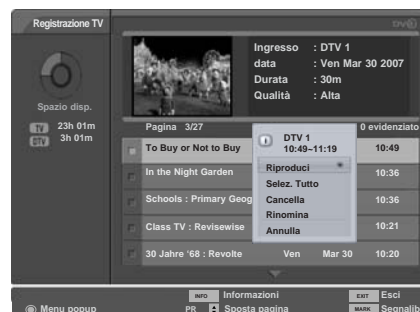 Registrazione TV
DV
Ingresso : DTV 1
data : Ven Mar 30 2007
Durata : 30m
Qualità : Alta
Spazio disp.
TV 23h 01m
DTV 3h 01m
Pagina 3/27
0 evidenziato
To Buy or Not to Buy 10:49
In the Night Garden 10:36
Schools : Primary Geog 10:36
Class TV : Revisewise 10:21
30 Jahre '68 : Revolte Ven Mar 30 10:20
DTV 1
10:49~11:19
Riproduci
Selez. Tutto
Cancella
Rinomina
Annulla
INFO Informazioni
EXIT Esci
Menu popup
PR Sposta pagina
MARK Segnalib